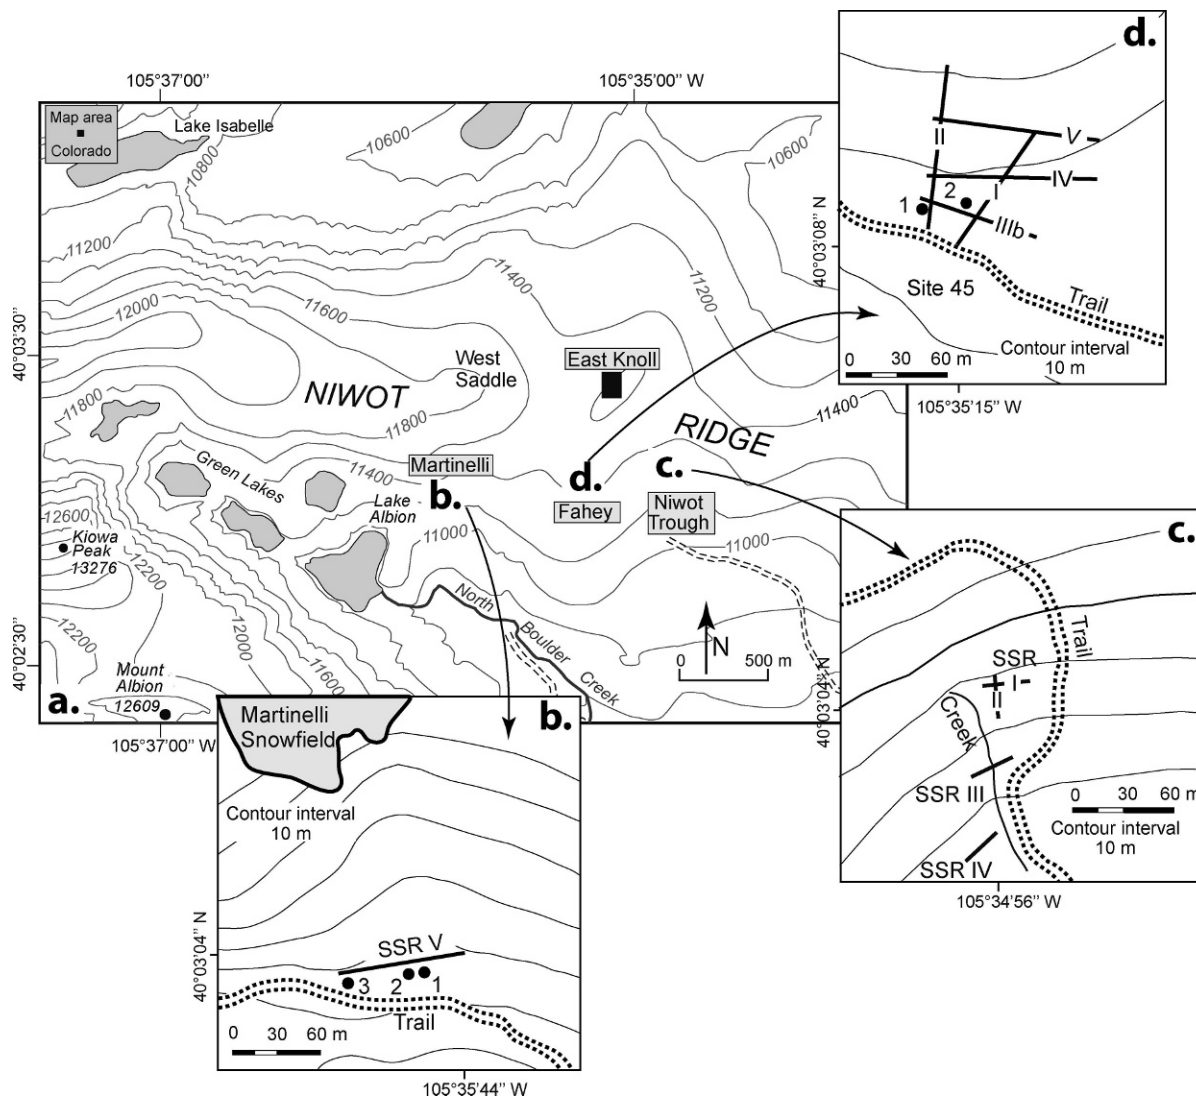 105°37'00''
105°35'00'' W
Map area
Colorado
Lake Isabelle
10800
10600
10600
11200
12000
11600
11400
11200
40°03'30''
West
Saddle
East Knoll
NIWOT
11800
11800
11400
RIDGE
Green Lakes
11400
Martinelli
b.
d.
c.
Fahey
Niwot
Trough
12600
Kiowa
Peak
13276
Lake
Albion
11000
11000
12200
North
Boulder
Creek
N
0 500 m
40°02'30''
12200
12000
11600
Mount
Albion
12609
a.
105°37'00'' W
d.
II
V
IV
I
1
2
IIIb
40°03'08'' N
Site 45
Trail
0 30 60 m
Contour interval
10 m
105°35'15'' W
c.
Trail
SSR
I
II
Creek
SSR III
0 30 60 m
Contour interval
10 m
SSR IV
40°03'04'' N
105°34'56'' W
Martinelli
Snowfield
b.
Contour interval
10 m
40°03'04'' N
SSR V
3
2
1
Trail
0 30 60 m
105°35'44'' W